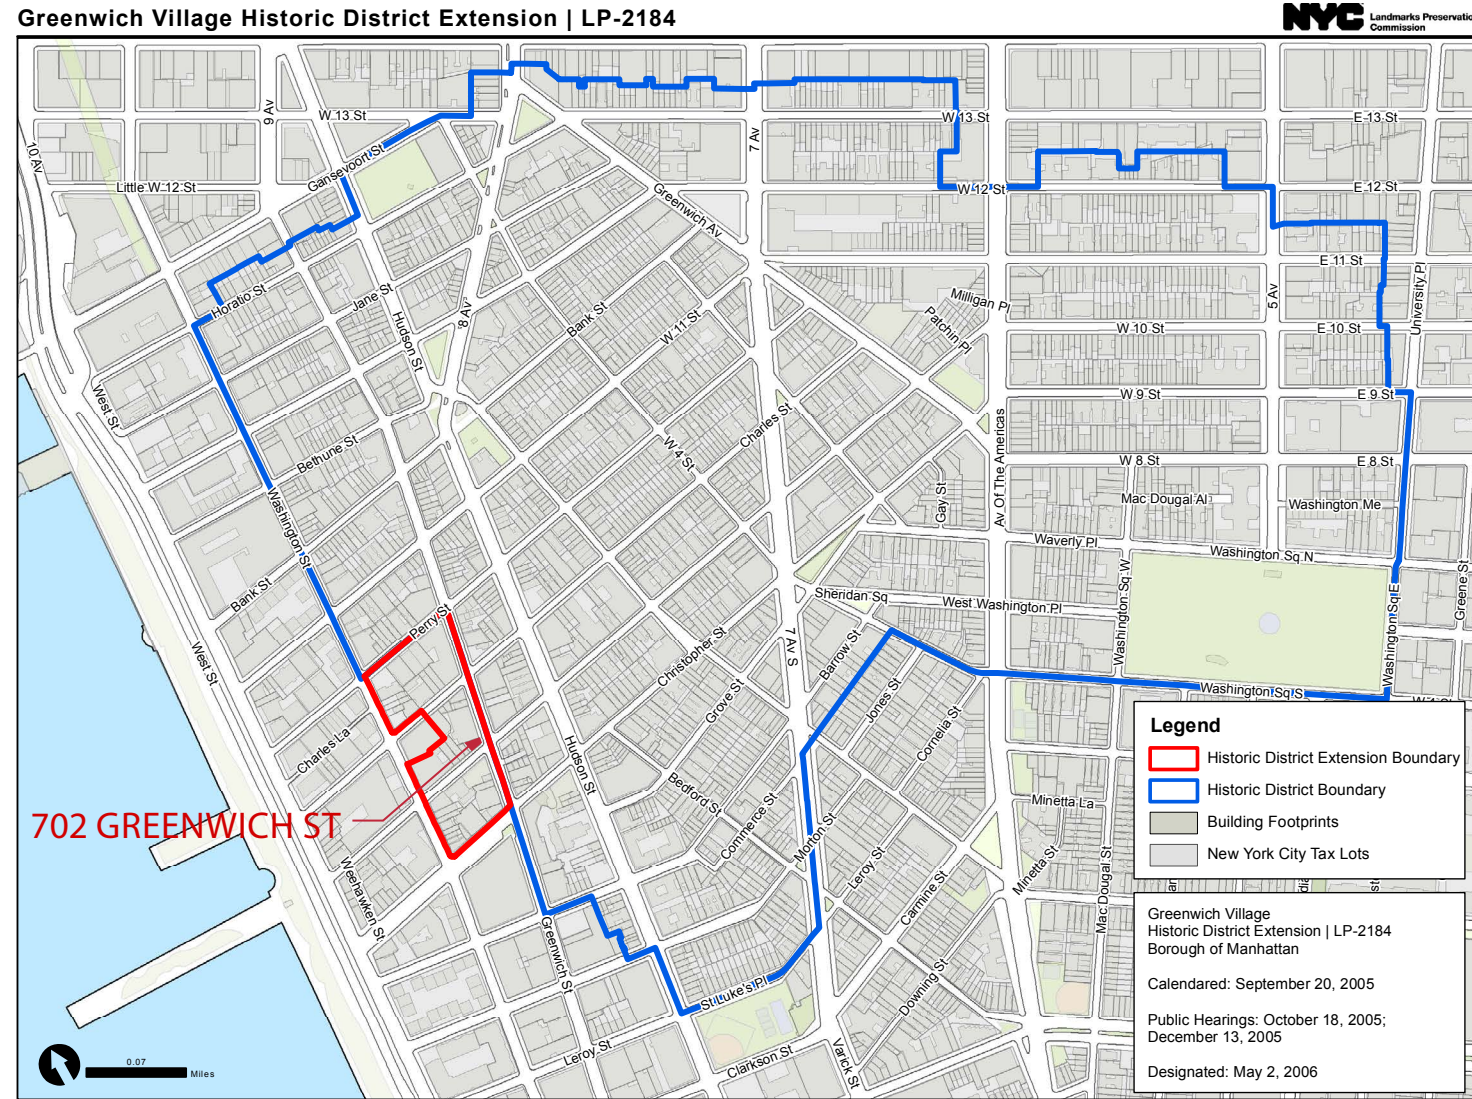 Greenwich Village Historic District Extension | LP-2184
NYC
Landmarks Preservation
Commission
9 Av
W 13 St
7 Av
W 13 St
E 13 St
10 Av
Gansevoort St
Little W 12 St
Greenwich Av
W 12 St
E 12 St
E 11 St
University Pl
5 Av
Horatio St
Jane St
8 Av
Hudson St
Bank St
W 11 St
Milligan Pl
Patchin Pl
W 10 St
E 10 St
West St
W 9 St
E 9 St
Charles St
W 4 St
Av Of The Americas
Bethune St
W 8 St
E 8 St
Gay St
Mac Dougal Al
Washington Me
Washington St
Waverly Pl
Washington Sq N
Bank St
Sheridan Sq
West Washington Pl
Washington Sq W
Washington Sq E
Greene St
Perry St
Christopher St
7 Av S
Barrow St
West St
Grove St
Jones St
Cornelia St
Washington Sq S
Charles La
Hudson St
Bedford St
Commerce St
Morton St
Minetta La
702 GREENWICH ST
Weehawken St
Leroy St
Carmine St
Minetta St
Mac Dougal St
Greenwich St
St Luke's Pl
Downing St
Leroy St
Clarkson St
Varick St
Legend
Historic District Extension Boundary
Historic District Boundary
Building Footprints
New York City Tax Lots
Greenwich Village
Historic District Extension | LP-2184
Borough of Manhattan
Calendared: September 20, 2005
Public Hearings: October 18, 2005;
December 13, 2005
Designated: May 2, 2006
0.07
Miles